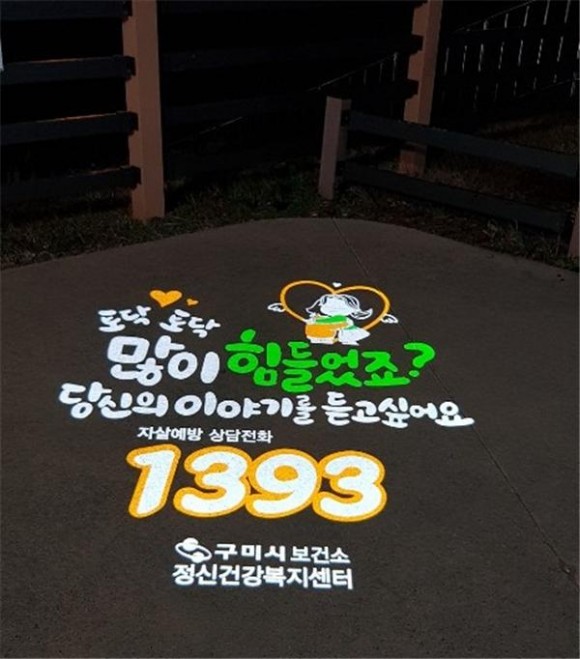 토닥 토닥
많이 힘들었죠?
당신의 이야기를 듣고싶어요
자살예방 상담전화
1393
구미시보건소
정신건강복지센터